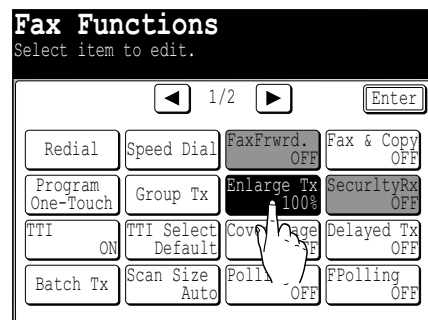 Fax Functions
Select item to edit.
1/2
Enter
Redial
Speed Dial
FaxFrwrd.
OFF
Fax & Copy
OFF
Program
One-Touch
Group Tx
Enlarge Tx
100%
SecurltyRx
OFF
TTI
ON
TTI Select
Default
Delayed Tx
OFF
Batch Tx
Scan Size
Auto
OFF
FPolling
OFF